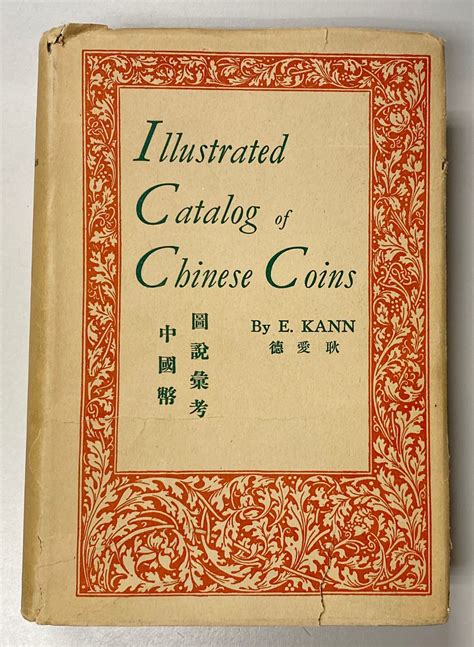 Illustrated
Catalog of
Chinese Coins
By E. KANN
德愛耿
中國幣
圖說彙考